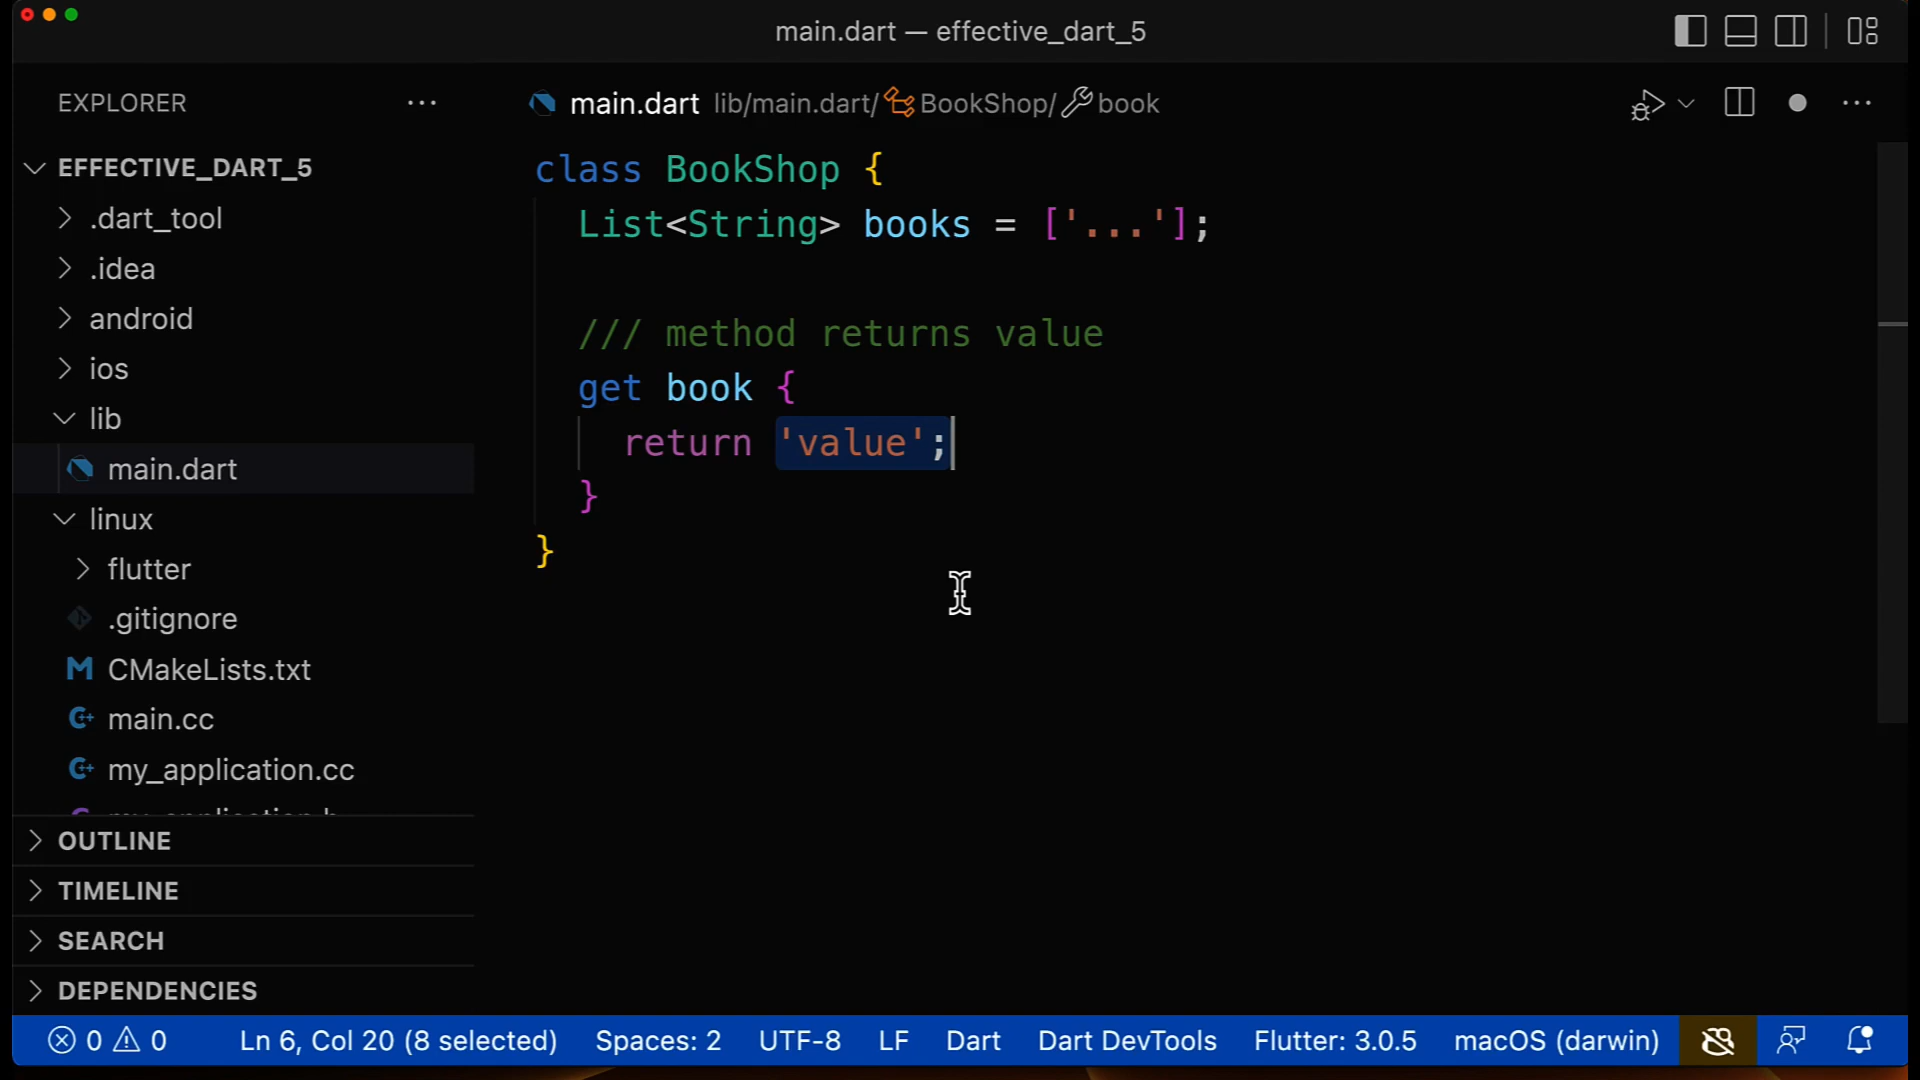 main.dart — effective_dart_5
EXPLORER
EFFECTIVE_DART_5
.dart_tool
.idea
android
ios
lib
main.dart
linux
flutter
.gitignore
CMakeLists.txt
main.cc
my_application.cc
OUTLINE
TIMELINE
SEARCH
DEPENDENCIES
main.dart lib/main.dart/ BookShop/ book
class BookShop {
List<String> books = ['...'];
/// method returns value
get book {
return 'value';
}
}
0 0 Ln 6, Col 20 (8 selected) Spaces: 2 UTF-8 LF Dart Dart DevTools Flutter: 3.0.5 macOS (darwin)